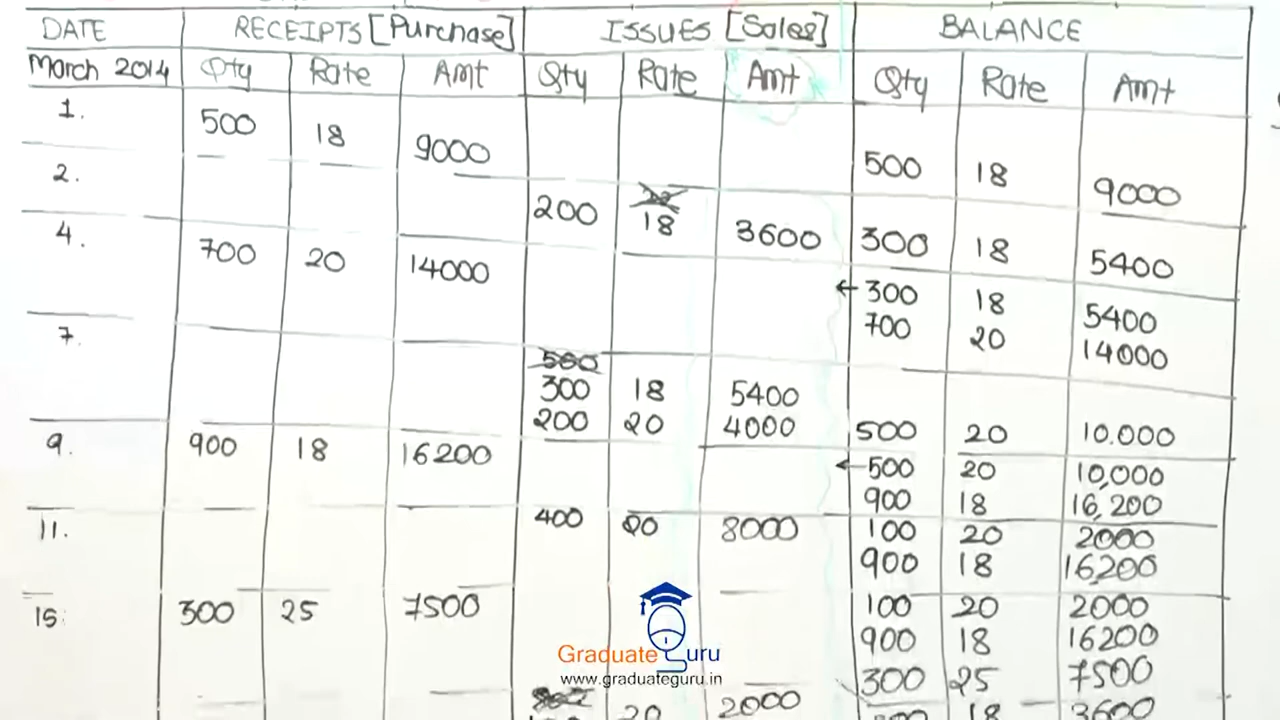 DATE RECEIPTS [Purchase] ISSUES [Sales] BALANCE
March 2014 Qty Rate Amt Qty Rate Amt Qty Rate Amt
1. 500 18 9000 500 18 9000
2. 200 18 3600 300 18 5400
4. 700 20 14000 ←300 18 5400
700 20 14000
7. 500
300 18 5400
200 20 4000 500 20 10.000
9. 900 18 16200 ←500 20 10,000
900 18 16,200
11. 400 20 8000 100 20 2000
900 18 16200
15. 300 25 7500 100 20 2000
900 18 16200
300 25 7500
20 2000 18 3600
Graduate Guru
www.graduateguru.in